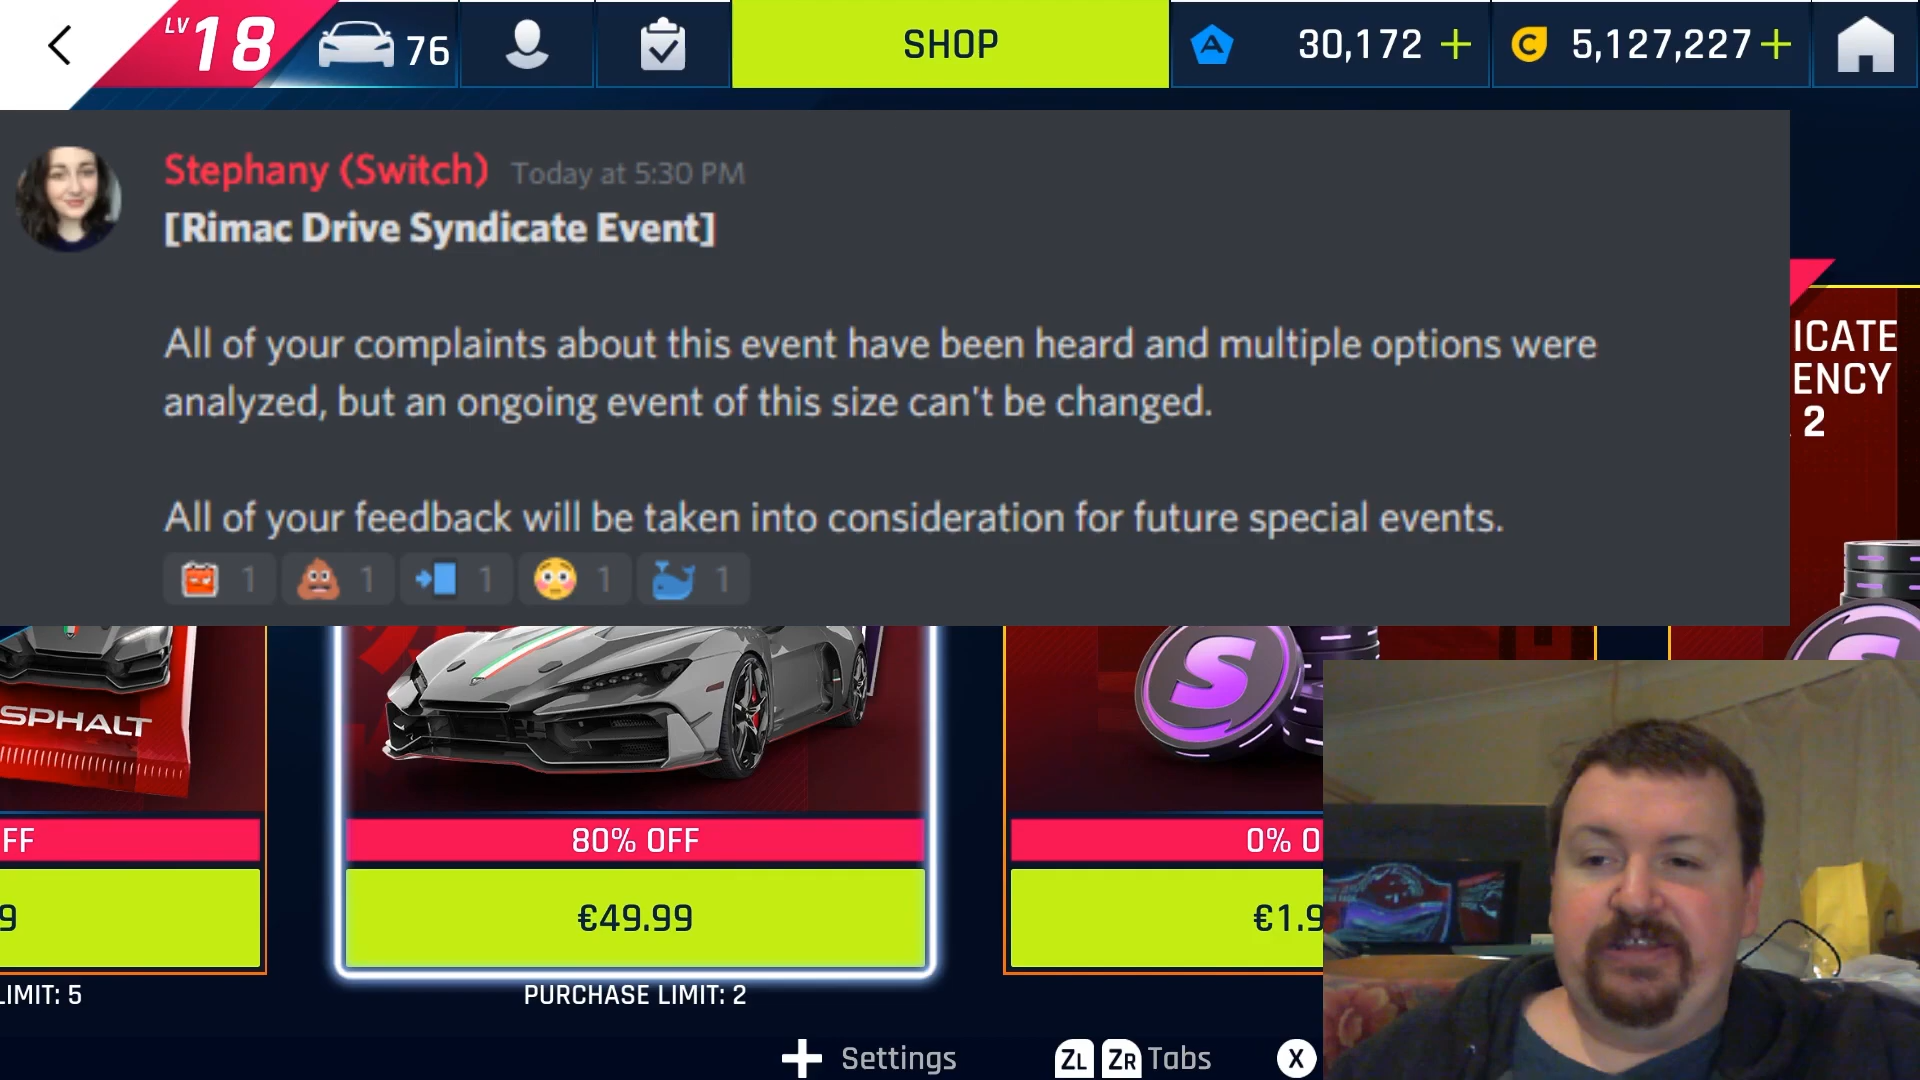 LV 18
76
SHOP
30,172 +
C 5,127,227 +
Stephany (Switch) Today at 5:30 PM
[Rimac Drive Syndicate Event]
All of your complaints about this event have been heard and multiple options were
analyzed, but an ongoing event of this size can't be changed.
All of your feedback will be taken into consideration for future special events.
1 1 1 1 1
ICATE
ENCY
2
SPHALT
S
FF
80% OFF
0% O
9
€49.99
€1.9
LIMIT: 5
PURCHASE LIMIT: 2
Settings
ZL ZR Tabs
X